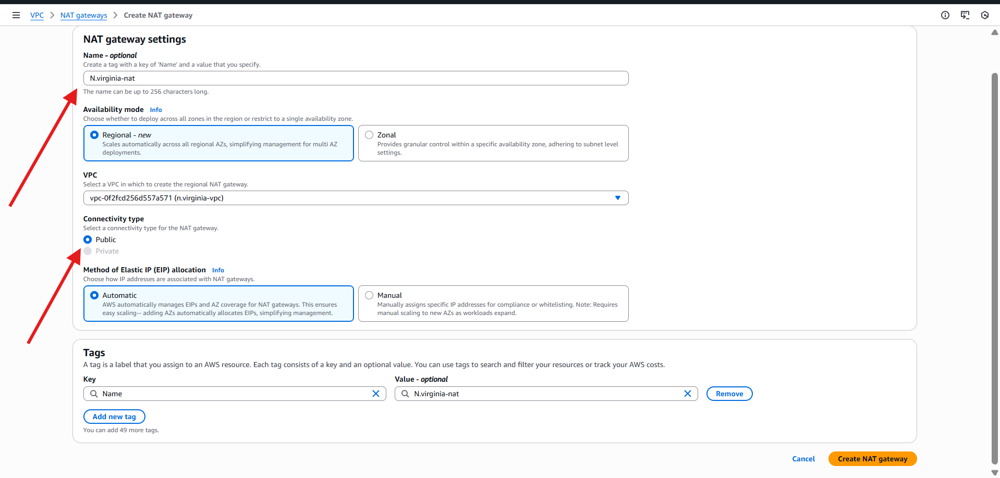 VPC > NAT gateways > Create NAT gateway
NAT gateway settings
Name - optional
Create a tag with a key of 'Name' and a value that you specify.
N.virginia-nat
The name can be up to 256 characters long.
Availability mode Info
Choose whether to deploy across all zones in the region or restrict to a single availability zone.
Regional - new
Scales automatically across all regional AZs, simplifying management for multi AZ
deployments.
Zonal
Provides granular control within a specific availability zone, adhering to subnet level
settings.
VPC
Select a VPC in which to create the regional NAT gateway.
vpc-0f2fcd256d557a571 (n.virginia-vpc)
Connectivity type
Select a connectivity type for the NAT gateway.
Public
Private
Method of Elastic IP (EIP) allocation Info
Choose how IP addresses are associated with NAT gateways.
Automatic
AWS automatically manages EIPs and AZ coverage for NAT gateways. This ensures
easy scaling-- adding AZs automatically allocates EIPs, simplifying management.
Manual
Manually assigns specific IP addresses for compliance or whitelisting. Note: Requires
manual scaling to new AZs as workloads expand.
Tags
A tag is a label that you assign to an AWS resource. Each tag consists of a key and an optional value. You can use tags to search and filter your resources or track your AWS costs.
Key Value - optional
Name N.virginia-nat Remove
Add new tag
You can add 49 more tags.
Cancel Create NAT gateway